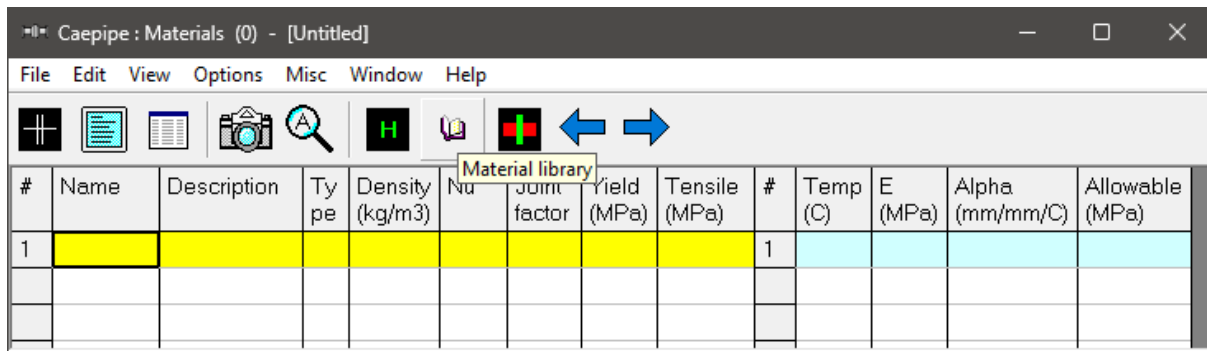 Caepipe : Materials (0) - [Untitled]
File Edit View Options Misc Window Help
H
Material library
# Name Description Ty Density Nu Joint Yield Tensile # Temp E Alpha Allowable
pe (kg/m3) factor (MPa) (MPa) (C) (MPa) (mm/mm/C) (MPa)
1 1